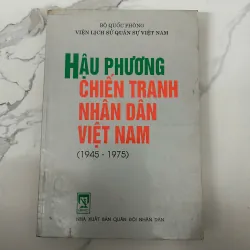 BỘ QUỐC PHÒNG
VIỆN LỊCH SỬ QUÂN SỰ VIỆT NAM
HẬU PHƯƠNG
CHIẾN TRANH
NHÂN DÂN
VIỆT NAM
(1945 - 1975)
NHÀ XUẤT BẢN QUÂN ĐỘI NHÂN DÂN